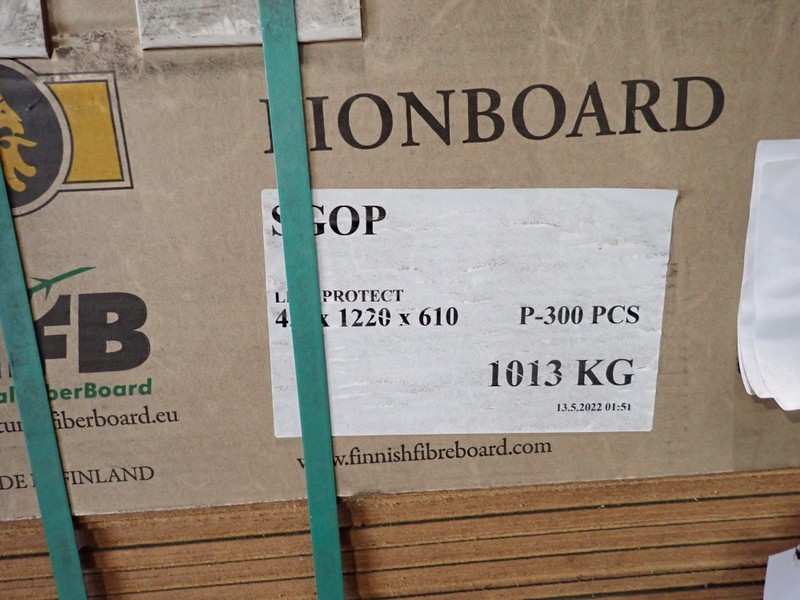 IONBOARD
S GOP
PROTECT
x 1220 x 610 P-300 PCS
1013 KG
13.5.2022 01:51
.finnishfibreboard.com
FB
berBoard
fiberboard.eu
FINLAND